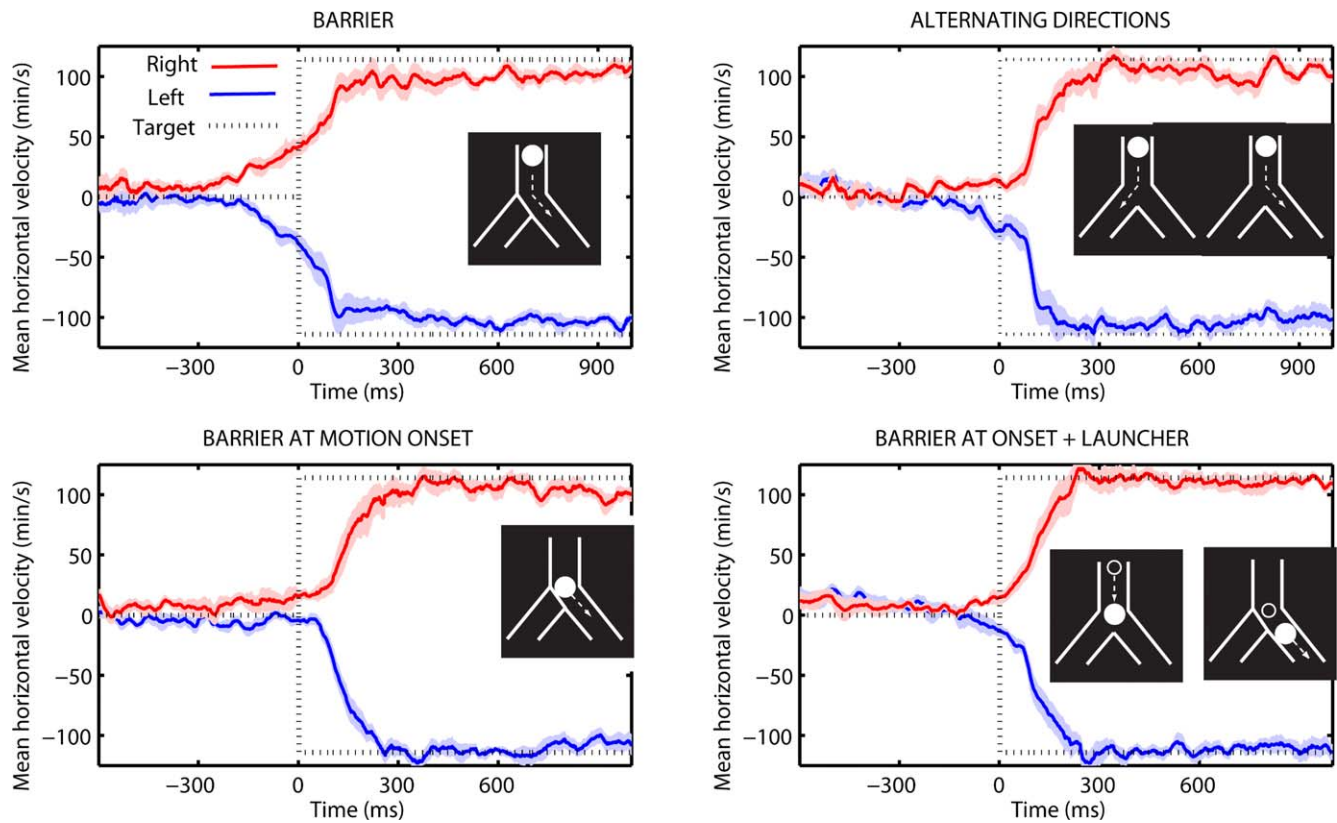 BARRIER
Mean horizontal velocity (min/s)
100
50
0
−50
−100
Right
Left
Target
−300 0 300 600 900
Time (ms)
ALTERNATING DIRECTIONS
Mean horizontal velocity (min/s)
100
50
0
−50
−100
−300 0 300 600 900
Time (ms)
BARRIER AT MOTION ONSET
Mean horizontal velocity (min/s)
100
50
0
−50
−100
−300 0 300 600
Time (ms)
BARRIER AT ONSET + LAUNCHER
Mean horizontal velocity (min/s)
100
50
0
−50
−100
−300 0 300 600
Time (ms)